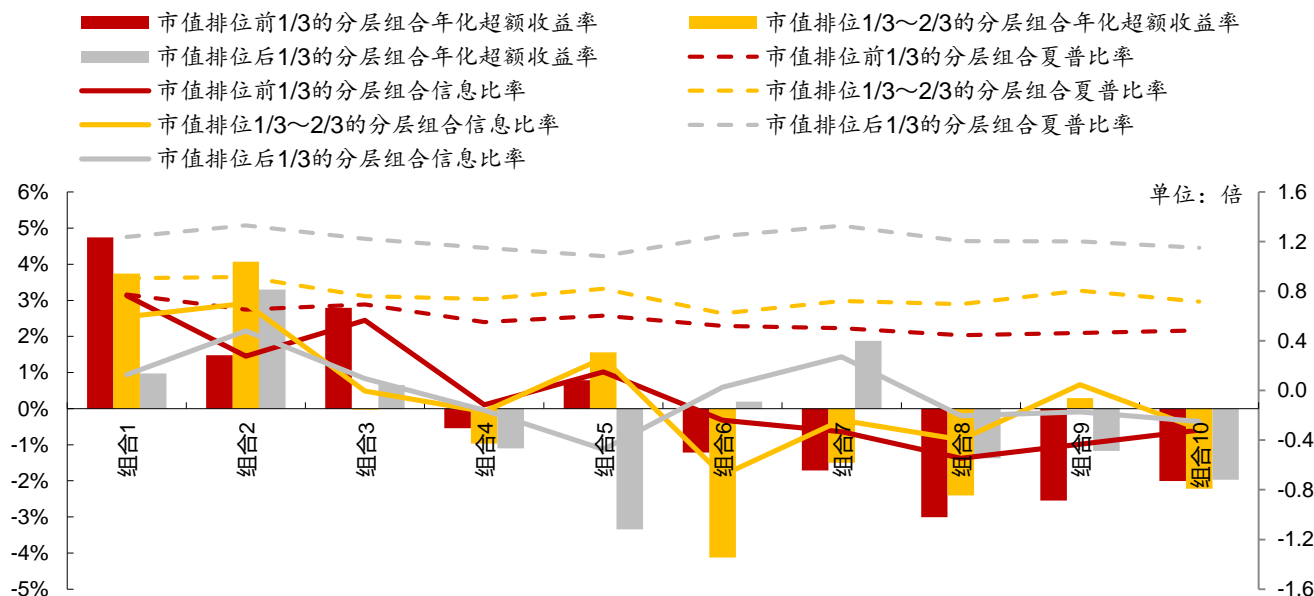 市值排位前1/3的分层组合年化超额收益率
市值排位1/3～2/3的分层组合年化超额收益率
市值排位后1/3的分层组合年化超额收益率
市值排位前1/3的分层组合夏普比率
市值排位前1/3的分层组合信息比率
市值排位1/3～2/3的分层组合夏普比率
市值排位1/3～2/3的分层组合信息比率
市值排位后1/3的分层组合夏普比率
市值排位后1/3的分层组合信息比率
单位：倍
6%
5%
4%
3%
2%
1%
0%
-1%
-2%
-3%
-4%
-5%
1.6
1.2
0.8
0.4
0.0
-0.4
-0.8
-1.2
-1.6
组合1
组合2
组合3
组合4
组合5
组合6
组合7
组合8
组合9
组合10